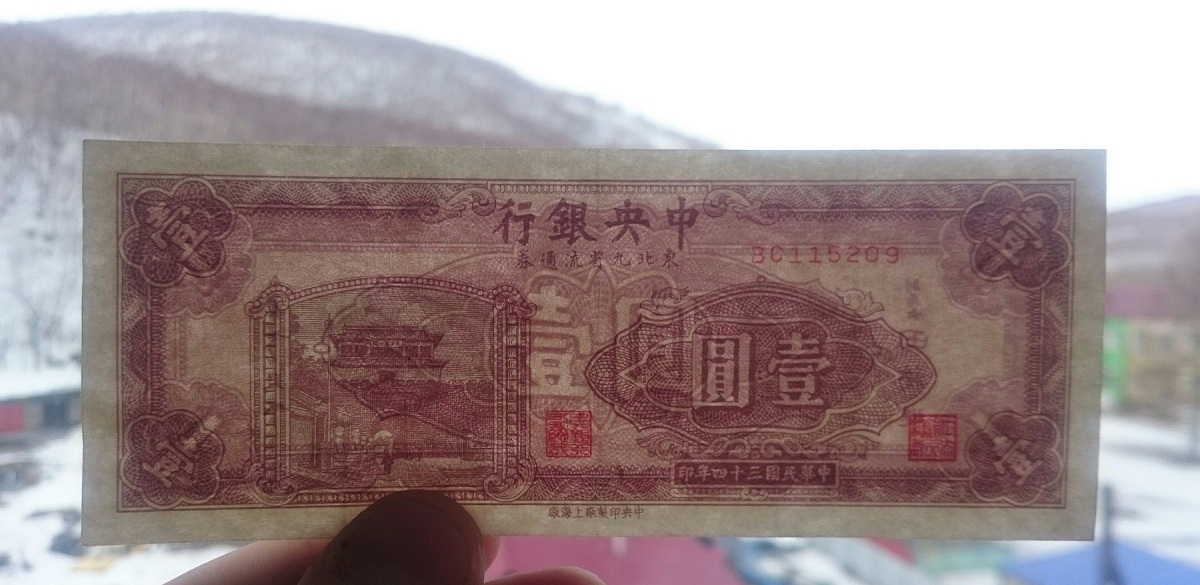 中央銀行
東北九省流通券
BC115209
壹
壹
壹
壹圓
壹
壹
中華民國三十四年印
中央印製廠上海廠